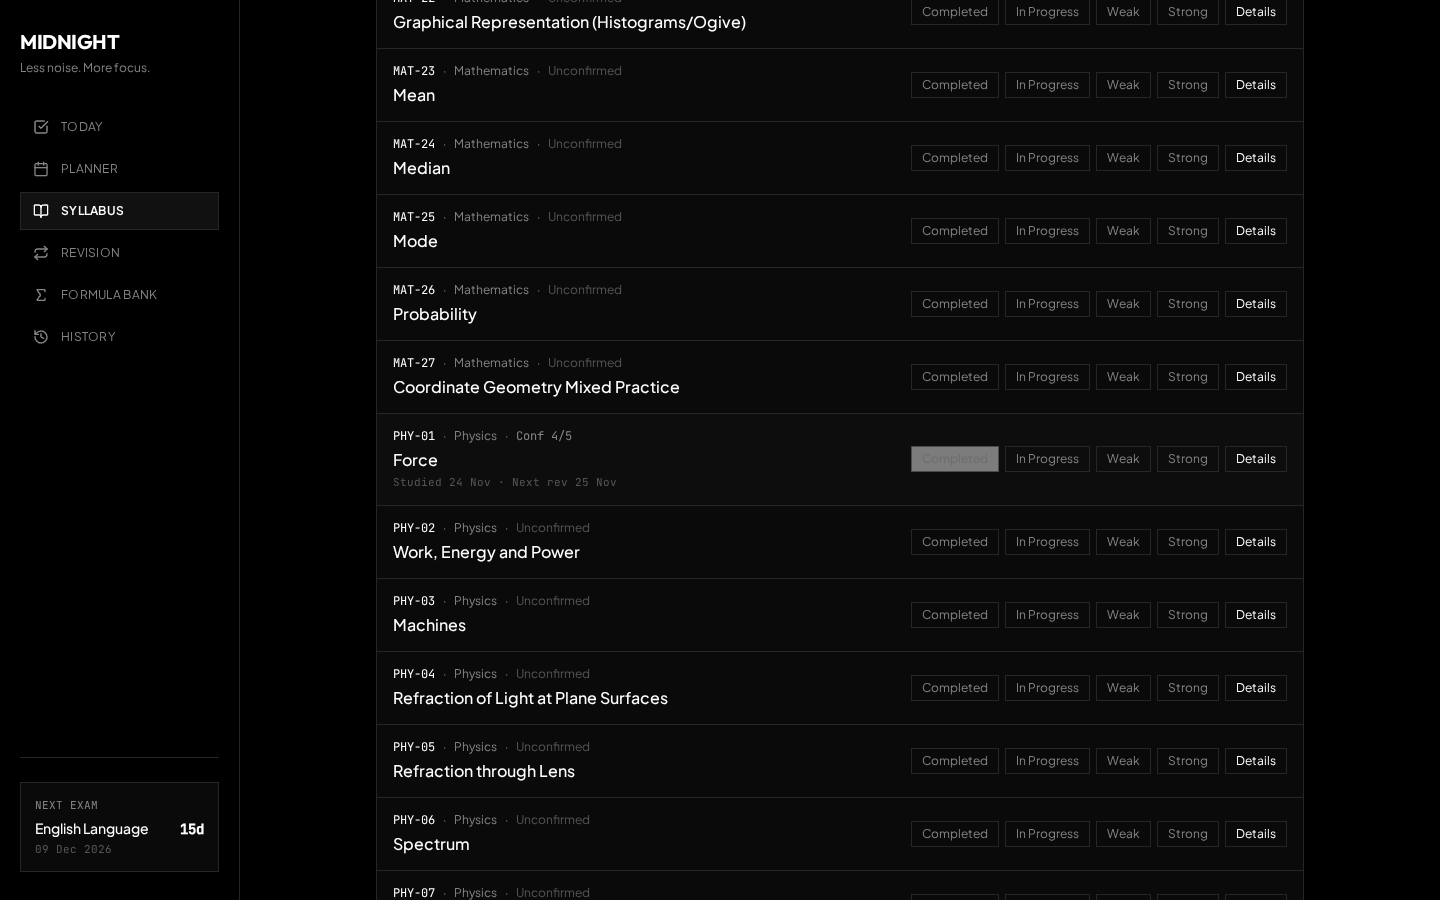 MIDNIGHT
Less noise. More focus.
TODAY
PLANNER
SYLLABUS
REVISION
FORMULA BANK
HISTORY
NEXT EXAM
English Language 15d
09 Dec 2026
Graphical Representation (Histograms/Ogive)
Completed In Progress Weak Strong Details
MAT-23 · Mathematics · Unconfirmed
Mean
Completed In Progress Weak Strong Details
MAT-24 · Mathematics · Unconfirmed
Median
Completed In Progress Weak Strong Details
MAT-25 · Mathematics · Unconfirmed
Mode
Completed In Progress Weak Strong Details
MAT-26 · Mathematics · Unconfirmed
Probability
Completed In Progress Weak Strong Details
MAT-27 · Mathematics · Unconfirmed
Coordinate Geometry Mixed Practice
Completed In Progress Weak Strong Details
PHY-01 · Physics · Conf 4/5
Force
Studied 24 Nov · Next rev 25 Nov
Completed In Progress Weak Strong Details
PHY-02 · Physics · Unconfirmed
Work, Energy and Power
Completed In Progress Weak Strong Details
PHY-03 · Physics · Unconfirmed
Machines
Completed In Progress Weak Strong Details
PHY-04 · Physics · Unconfirmed
Refraction of Light at Plane Surfaces
Completed In Progress Weak Strong Details
PHY-05 · Physics · Unconfirmed
Refraction through Lens
Completed In Progress Weak Strong Details
PHY-06 · Physics · Unconfirmed
Spectrum
Completed In Progress Weak Strong Details
PHY-07 · Physics · Unconfirmed